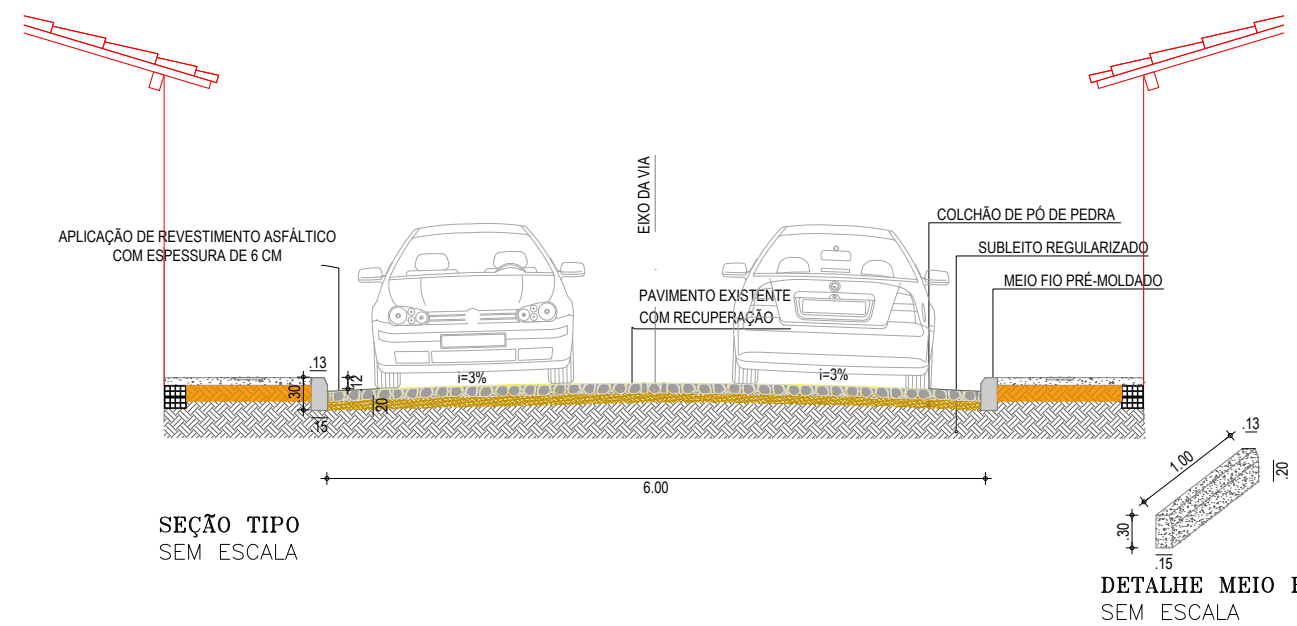 EIXO DA VIA
COLCHÃO DE PÓ DE PEDRA
APLICAÇÃO DE REVESTIMENTO ASFÁLTICO
COM ESPESSURA DE 6 CM
SUBLEITO REGULARIZADO
MEIO FIO PRÉ-MOLDADO
PAVIMENTO EXISTENTE
COM RECUPERAÇÃO
.13
.30
12
i=3%
i=3%
.20
.15
6.00
.13
1.00
.20
.30
.15
SEÇÃO TIPO
SEM ESCALA
DETALHE MEIO
SEM ESCALA